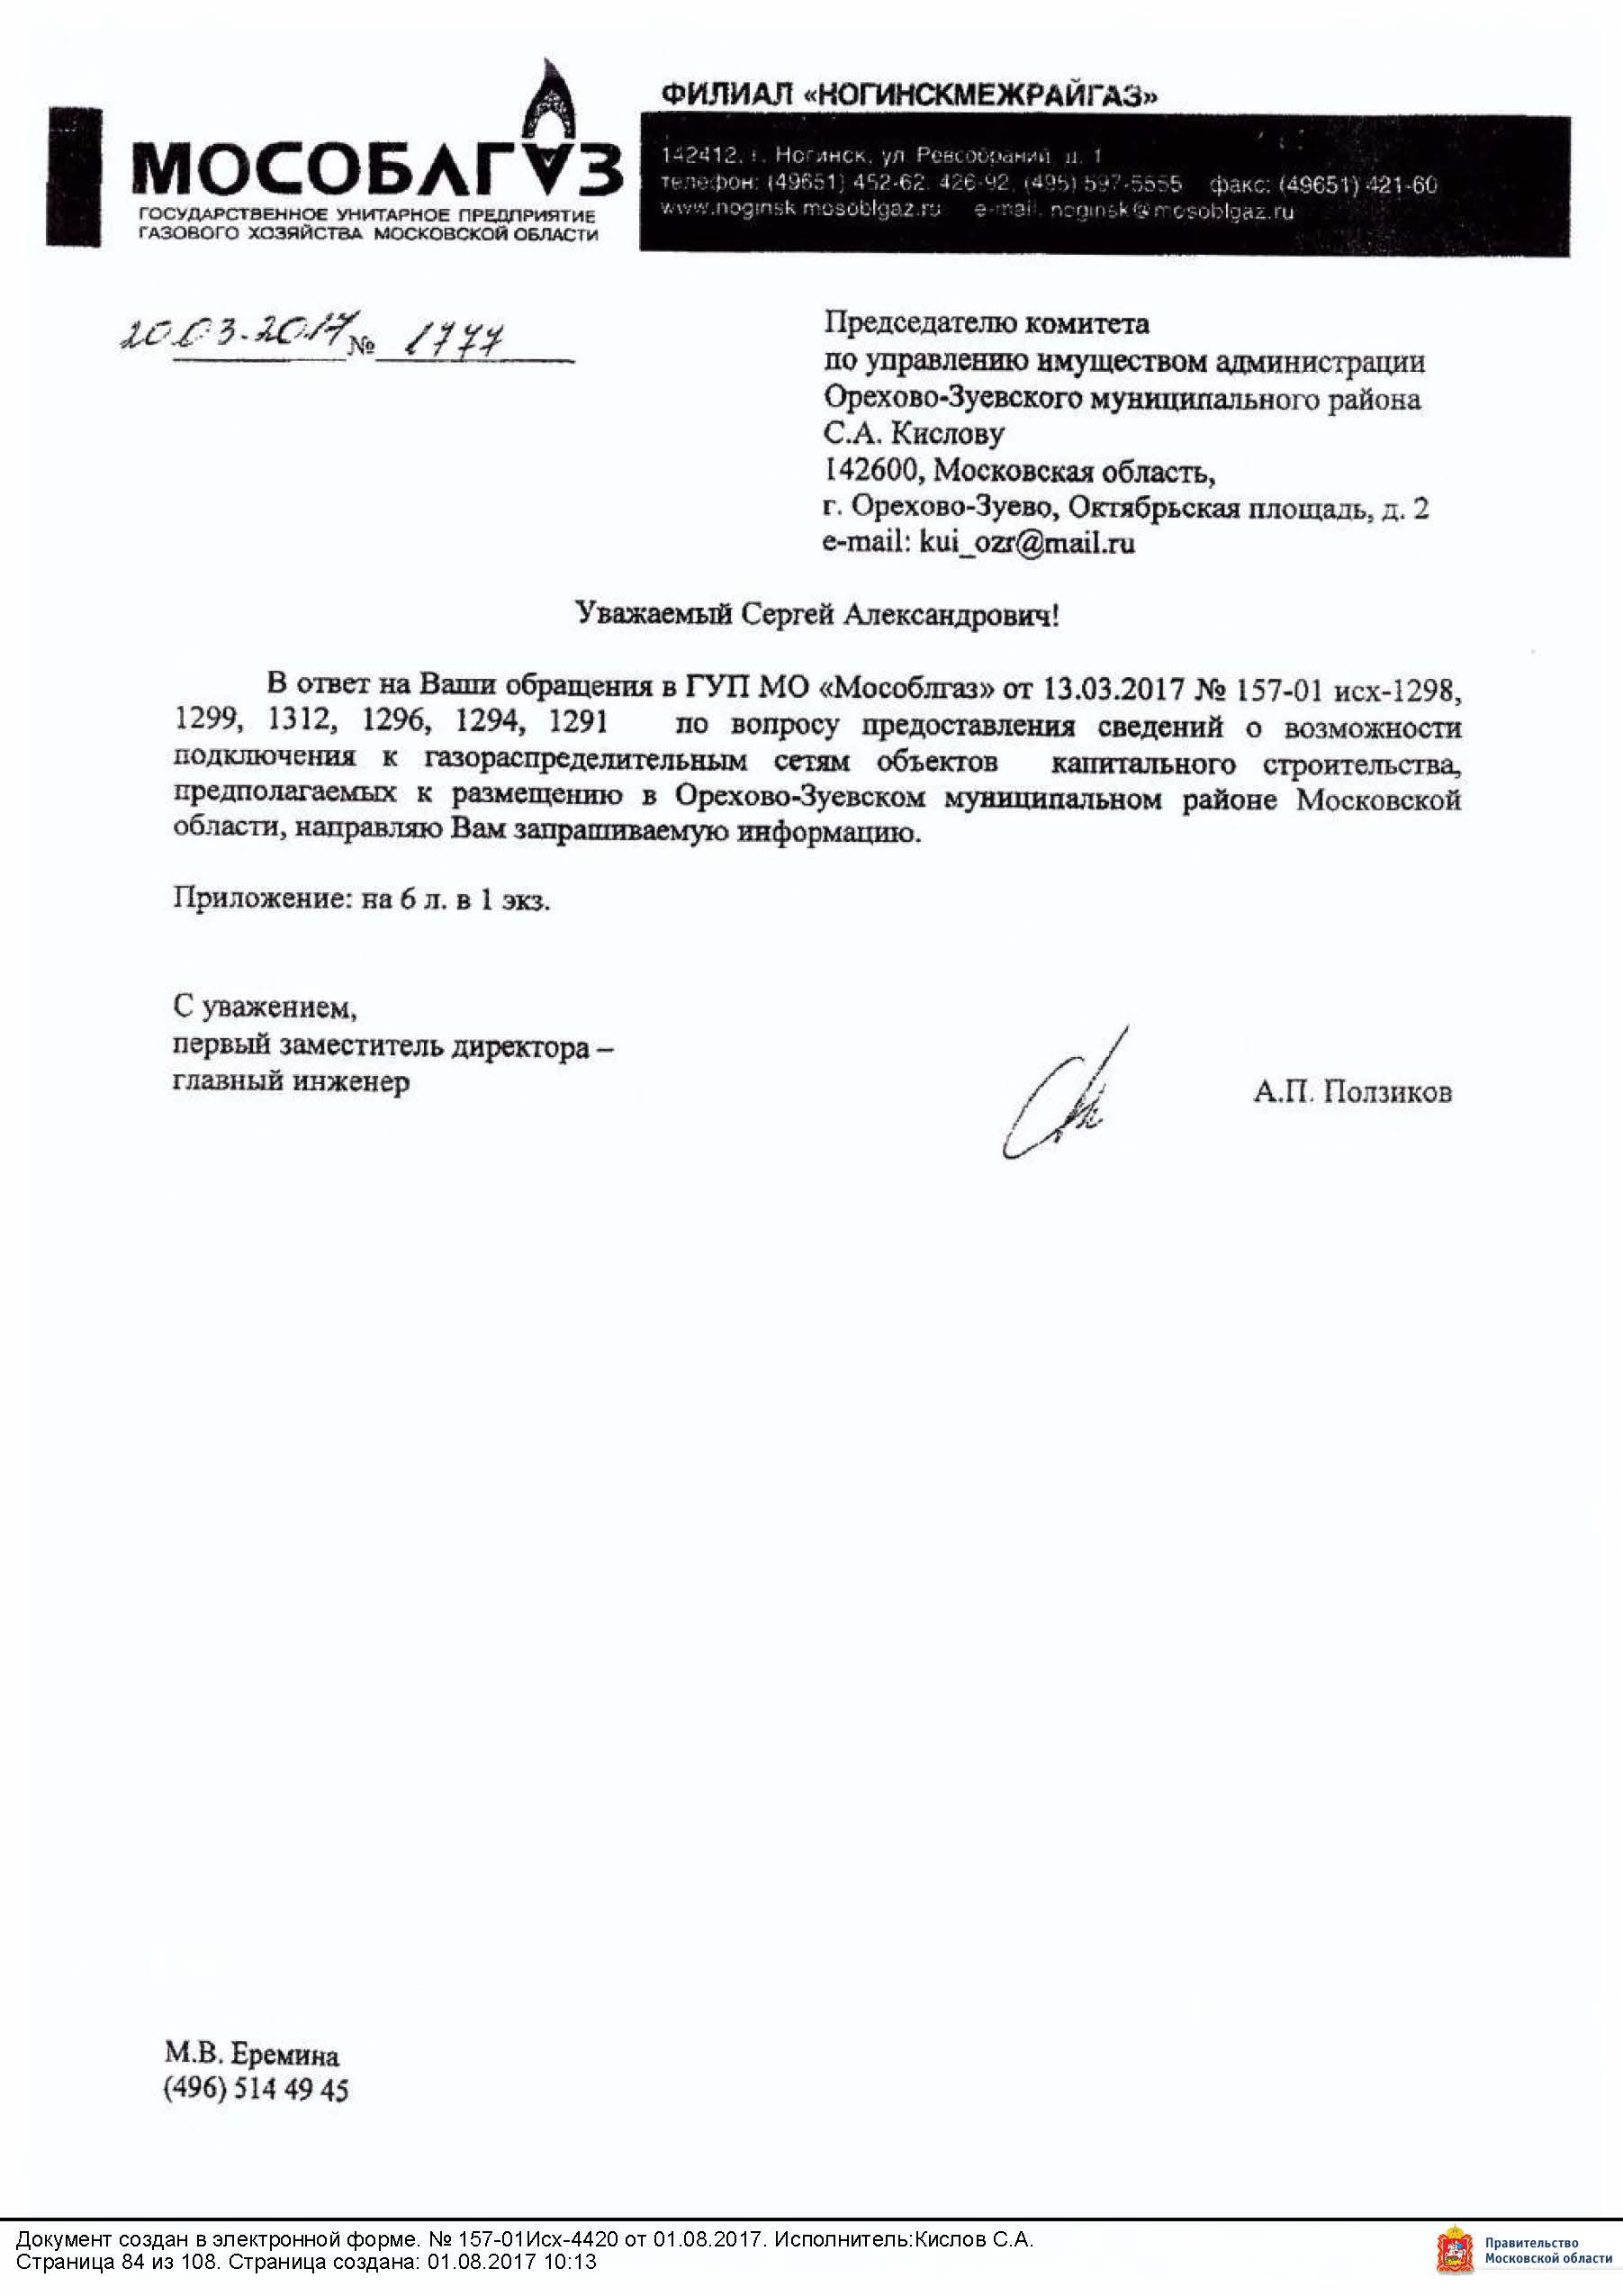 МОСОБЛГАЗ
ГОСУДАРСТВЕННОЕ УНИТАРНОЕ ПРЕДПРИЯТИЕ
ГАЗОВОГО ХОЗЯЙСТВА МОСКОВСКОЙ ОБЛАСТИ
ФИЛИАЛ «НОГИНСКМЕЖРАЙГАЗ»
142412, г. Ногинск, ул. Ревсобраний, д. 1
телефон: (49651) 452-62, 426-92, (495) 597-5555 факс: (49651) 421-60
www.noginsk.mosoblgaz.ru e-mail: noginsk@mosoblgaz.ru
20.03.2017 № 1777
Председателю комитета
по управлению имуществом администрации
Орехово-Зуевского муниципального района
С.А. Кислову
142600, Московская область,
г. Орехово-Зуево, Октябрьская площадь, д. 2
e-mail: kui_ozr@mail.ru
Уважаемый Сергей Александрович!
В ответ на Ваши обращения в ГУП МО «Мособлгаз» от 13.03.2017 № 157-01 исх-1298,
1299, 1312, 1296, 1294, 1291 по вопросу предоставления сведений о возможности
подключения к газораспределительным сетям объектов капитального строительства,
предполагаемых к размещению в Орехово-Зуевском муниципальном районе Московской
области, направляю Вам запрашиваемую информацию.
Приложение: на 6 л. в 1 экз.
С уважением,
первый заместитель директора –
главный инженер
А.П. Ползиков
М.В. Еремина
(496) 514 49 45
Документ создан в электронной форме. № 157-01Исх-4420 от 01.08.2017. Исполнитель:Кислов С.А.
Страница 84 из 108. Страница создана: 01.08.2017 10:13
Правительство
Московской области